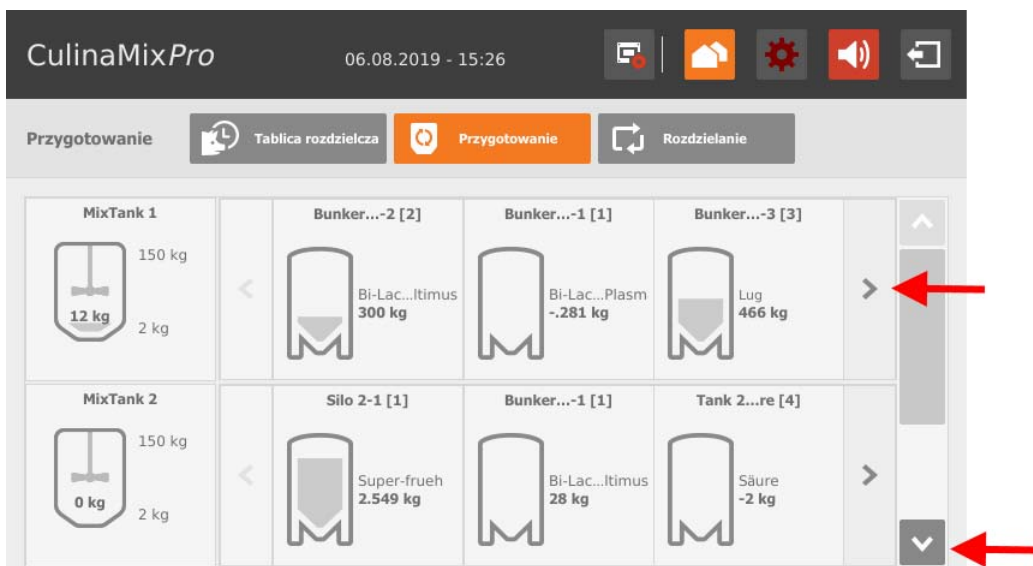 CulinaMixPro
06.08.2019 - 15:26
Przygotowanie
Tablica rozdzielcza
Przygotowanie
Rozdzielanie
MixTank 1
150 kg
12 kg
2 kg
Bunker...-2 [2]
Bi-Lac...ltimus
300 kg
Bunker...-1 [1]
Bi-Lac...Plasm
-.281 kg
Bunker...-3 [3]
Lug
466 kg
MixTank 2
150 kg
0 kg
2 kg
Silo 2-1 [1]
Super-frueh
2.549 kg
Bunker...-1 [1]
Bi-Lac...ltimus
28 kg
Tank 2...re [4]
Säure
-2 kg